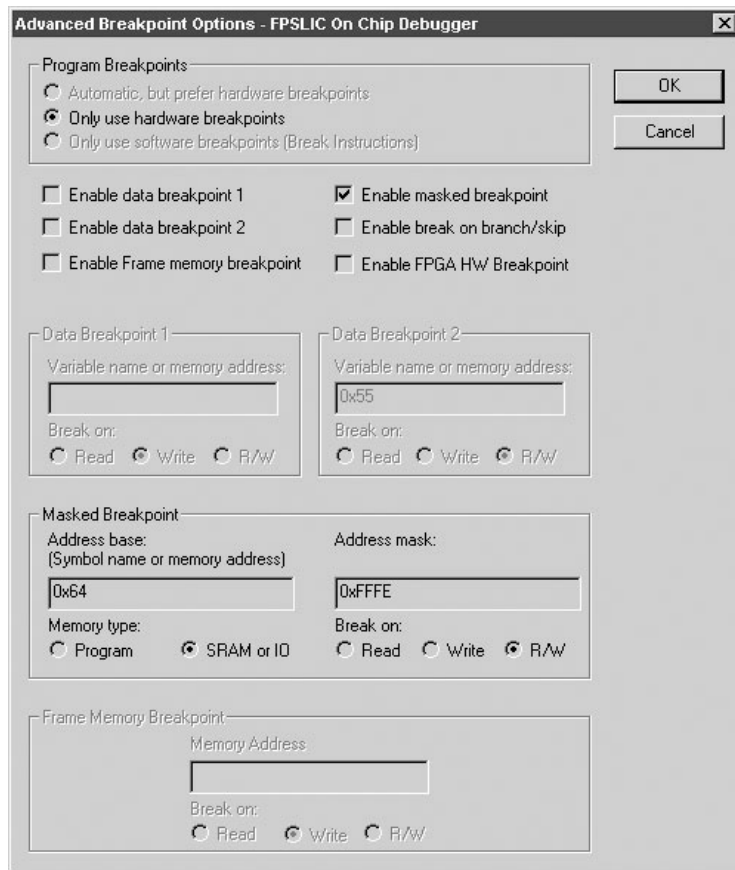 Advanced Breakpoint Options - FPSLIC On Chip Debugger
Program Breakpoints
Automatic, but prefer hardware breakpoints
Only use hardware breakpoints
Only use software breakpoints (Break Instructions)
OK
Cancel
Enable data breakpoint 1
Enable masked breakpoint
Enable data breakpoint 2
Enable break on branch/skip
Enable Frame memory breakpoint
Enable FPGA HW Breakpoint
Data Breakpoint 1
Variable name or memory address:
Break on:
Read Write R/W
Data Breakpoint 2
Variable name or memory address:
0x55
Break on:
Read Write R/W
Masked Breakpoint
Address base:
(Symbol name or memory address)
0x64
Memory type:
Program SRAM or IO
Address mask:
0xFFFE
Break on:
Read Write R/W
Frame Memory Breakpoint
Memory Address
Break on:
Read Write R/W